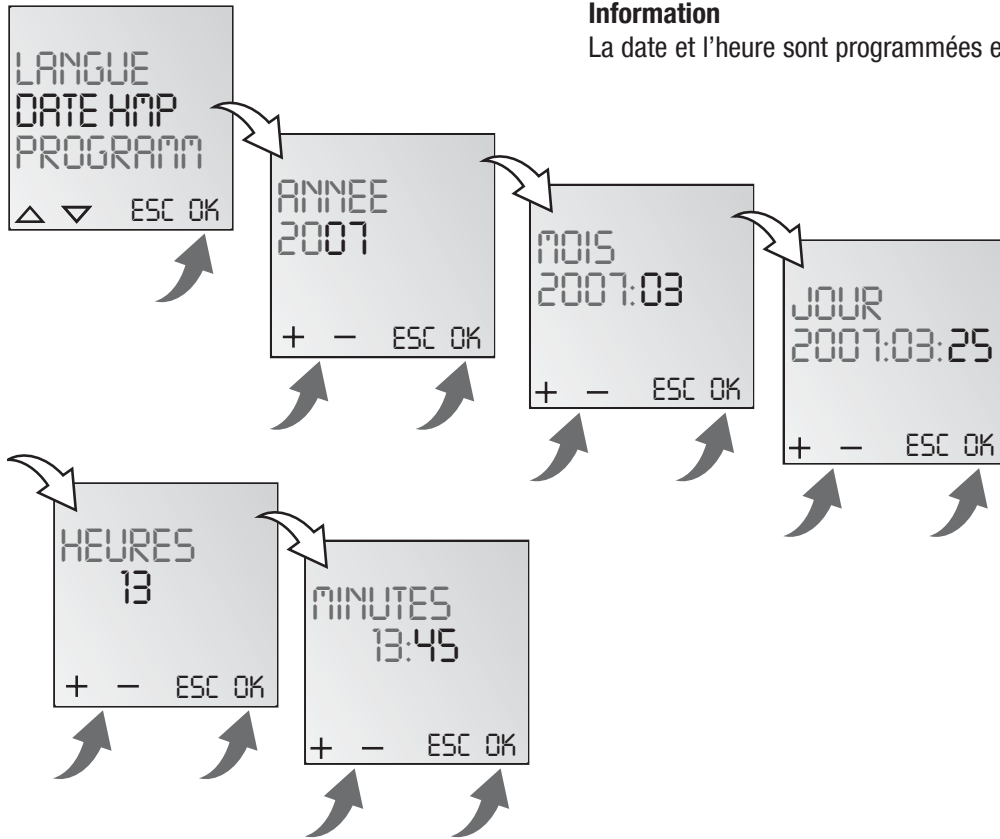 Information
La date et l'heure sont programmées e
LANGUE
DATE HMP
PROGRAMM
ESC OK
ANNEE
2007
+ − ESC OK
MOIS
2007:03
+ − ESC OK
JOUR
2007:03:25
+ − ESC OK
HEURES
13
+ − ESC OK
MINUTES
13:45
+ − ESC OK